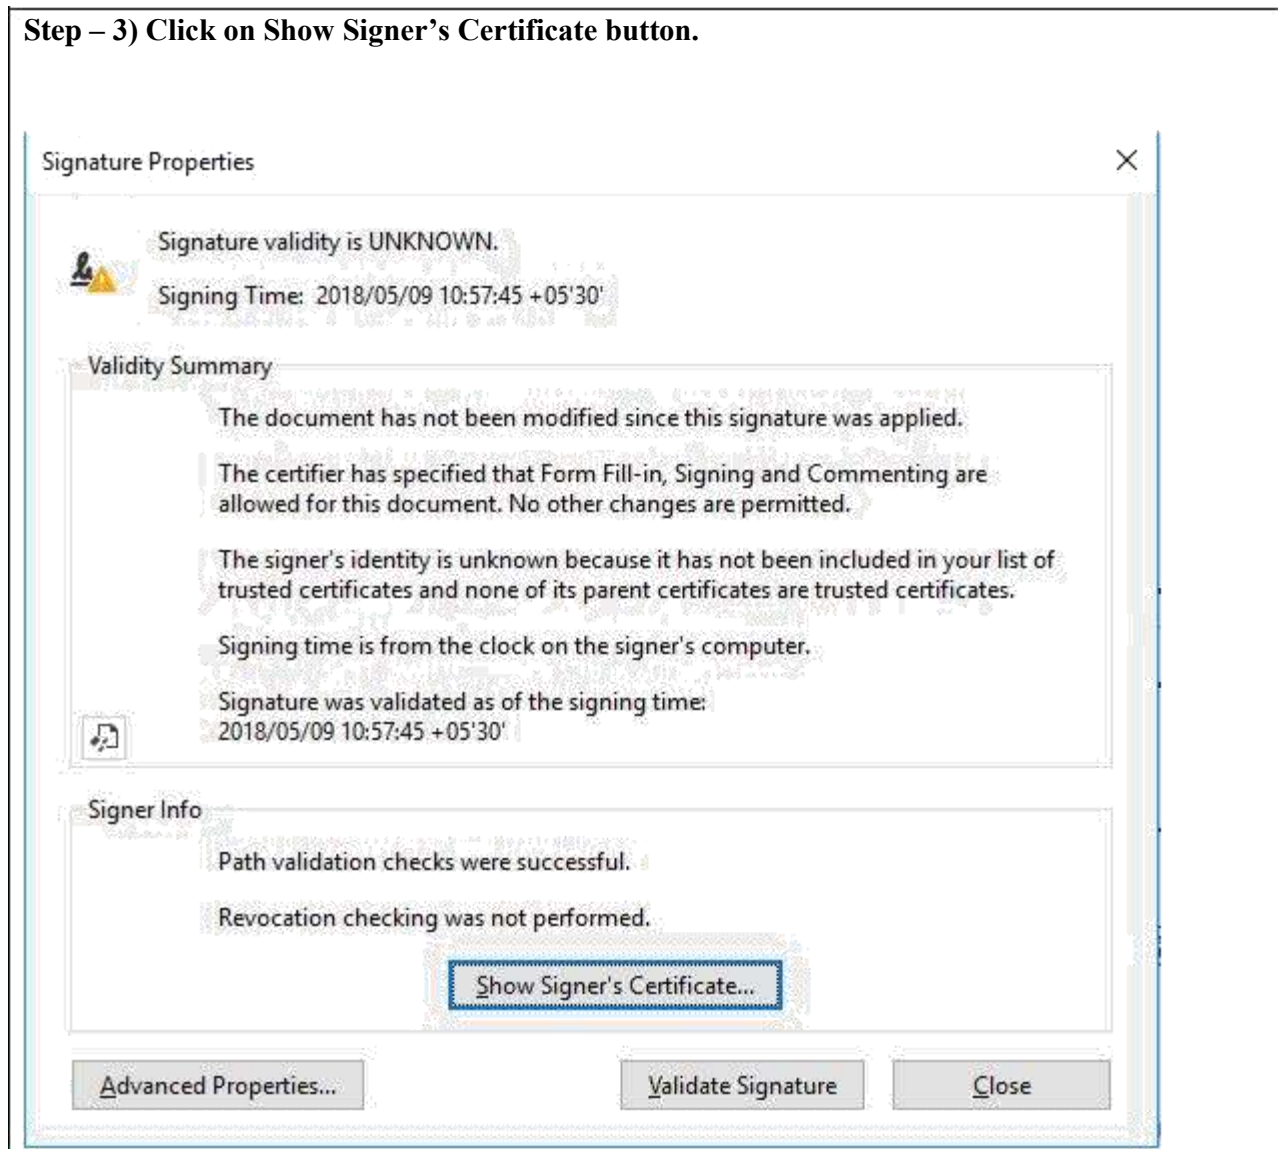 Step – 3) Click on Show Signer’s Certificate button.
Signature Properties
Signature validity is UNKNOWN.
Signing Time: 2018/05/09 10:57:45 +05'30'
Validity Summary
The document has not been modified since this signature was applied.
The certifier has specified that Form Fill-in, Signing and Commenting are
allowed for this document. No other changes are permitted.
The signer's identity is unknown because it has not been included in your list of
trusted certificates and none of its parent certificates are trusted certificates.
Signing time is from the clock on the signer's computer.
Signature was validated as of the signing time:
2018/05/09 10:57:45 +05'30'
Signer Info
Path validation checks were successful.
Revocation checking was not performed.
Show Signer's Certificate...
Advanced Properties... Validate Signature Close